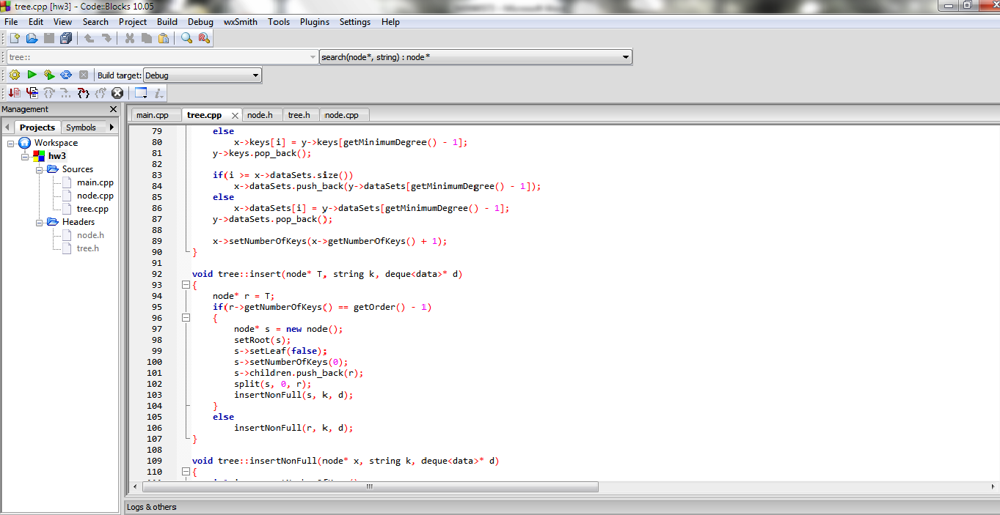 tree.cpp [hw3] - Code::Blocks 10.05
File Edit View Search Project Build Debug wxSmith Tools Plugins Settings Help
tree:: search(node*, string) : node*
Build target: Debug
Management
Projects Symbols
Workspace
hw3
Sources
main.cpp
node.cpp
tree.cpp
Headers
node.h
tree.h
main.cpp tree.cpp node.h tree.h node.cpp
79 else
80 x->keys[i] = y->keys[getMinimumDegree() - 1];
81 y->keys.pop_back();
82
83 if(i >= x->dataSets.size())
84 x->dataSets.push_back(y->dataSets[getMinimumDegree() - 1]);
85 else
86 x->dataSets[i] = y->dataSets[getMinimumDegree() - 1];
87 y->dataSets.pop_back();
88
89 x->setNumberOfKeys(x->getNumberOfKeys() + 1);
90 }
91
92 void tree::insert(node* T, string k, deque<data>* d)
93 {
94 node* r = T;
95 if(r->getNumberOfKeys() == getOrder() - 1)
96 {
97 node* s = new node();
98 setRoot(s);
99 s->setLeaf(false);
100 s->setNumberOfKeys(0);
101 s->children.push_back(r);
102 split(s, 0, r);
103 insertNonFull(s, k, d);
104 }
105 else
106 insertNonFull(r, k, d);
107 }
108
109 void tree::insertNonFull(node* x, string k, deque<data>* d)
110 {
Logs & others